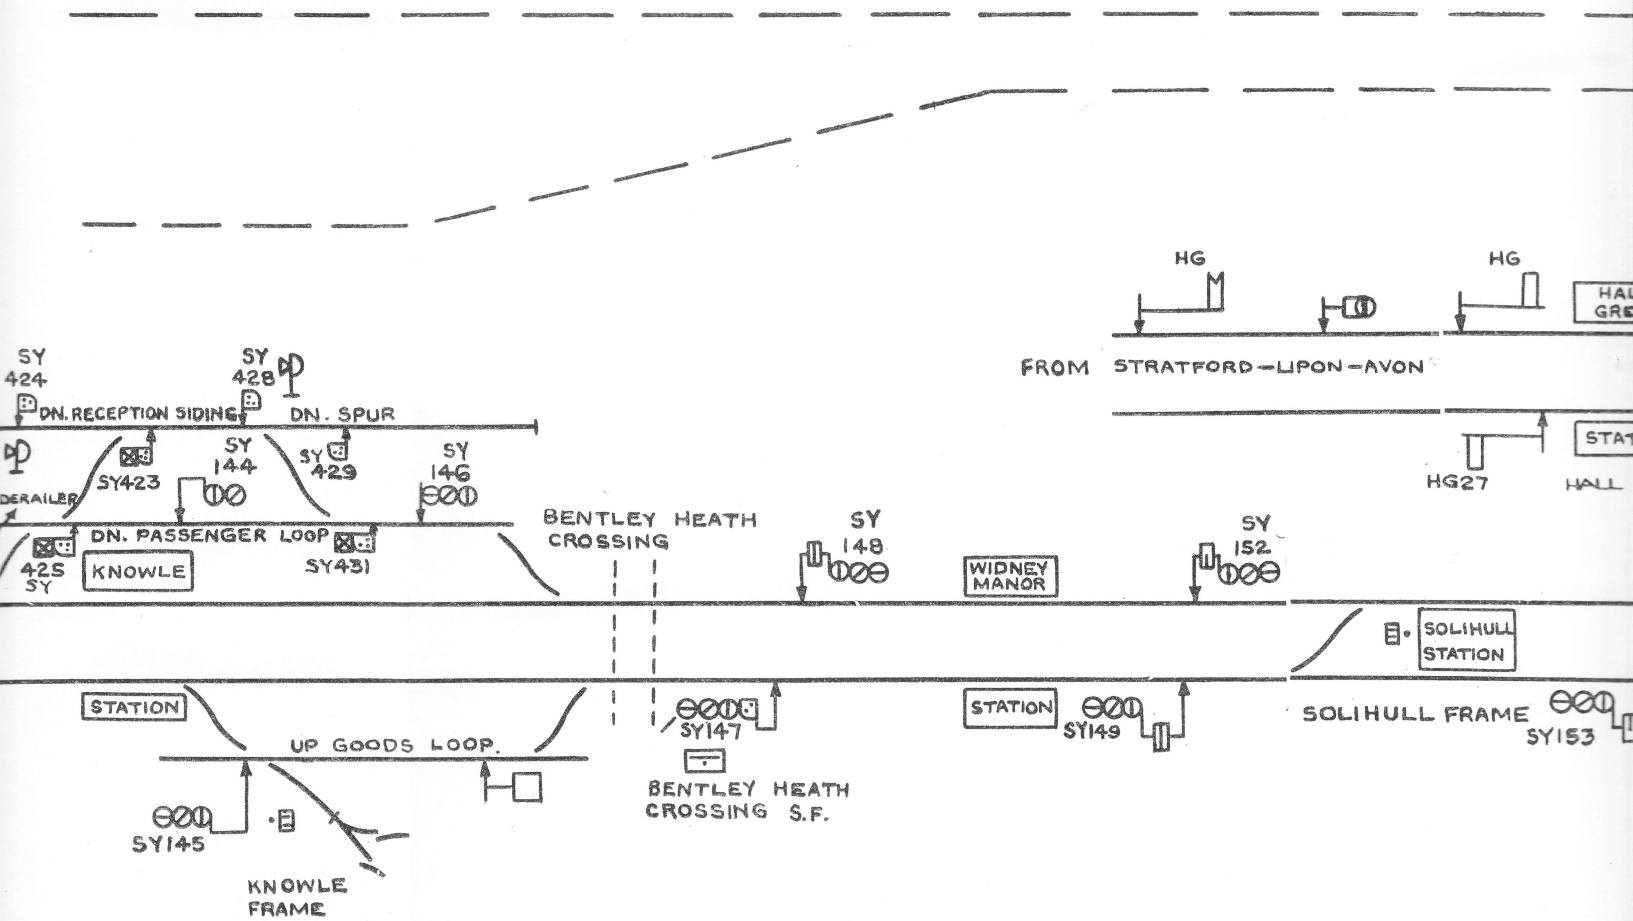 HG
HG
SY
424
SY
428
DN. RECEPTION SIDING
DN. SPUR
FROM STRATFORD-UPON-AVON
SY423
SY
144
SY
429
SY
146
HG27
HALL
DERAILER
DN. PASSENGER LOOP
425
SY
KNOWLE
SY431
BENTLEY HEATH
CROSSING
SY
148
WIDNEY
MANOR
SY
152
SOLIHULL
STATION
STATION
SY147
STATION
SY149
SOLIHULL FRAME
SY153
UP GOODS LOOP.
BENTLEY HEATH
CROSSING S.F.
SY145
KNOWLE
FRAME